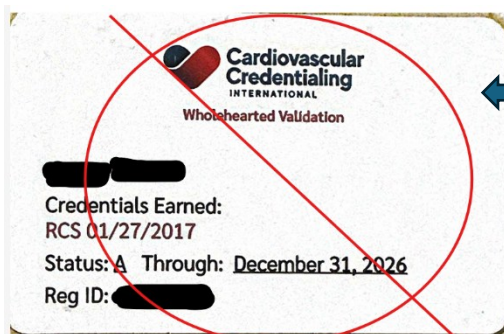 Cardiovascular
Credentialing
INTERNATIONAL
Wholehearted Validation
Credentials Earned:
RCS 01/27/2017
Status: A Through: December 31, 2026
Reg ID: